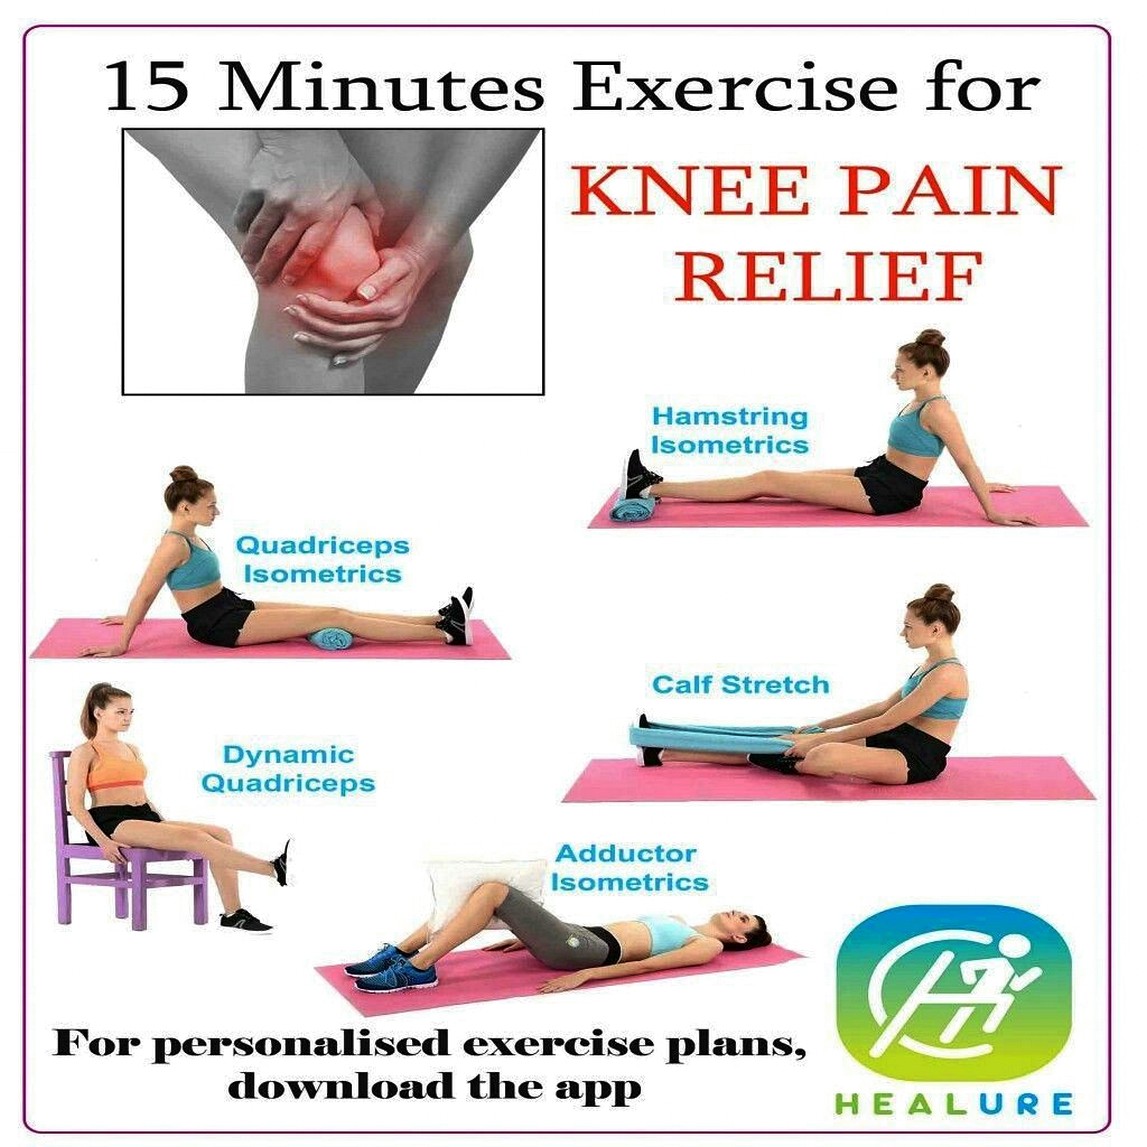 15 Minutes Exercise for
KNEE PAIN
RELIEF
Hamstring
Isometrics
Quadriceps
Isometrics
Calf Stretch
Dynamic
Quadriceps
Adductor
Isometrics
For personalised exercise plans,
download the app
HEALURE